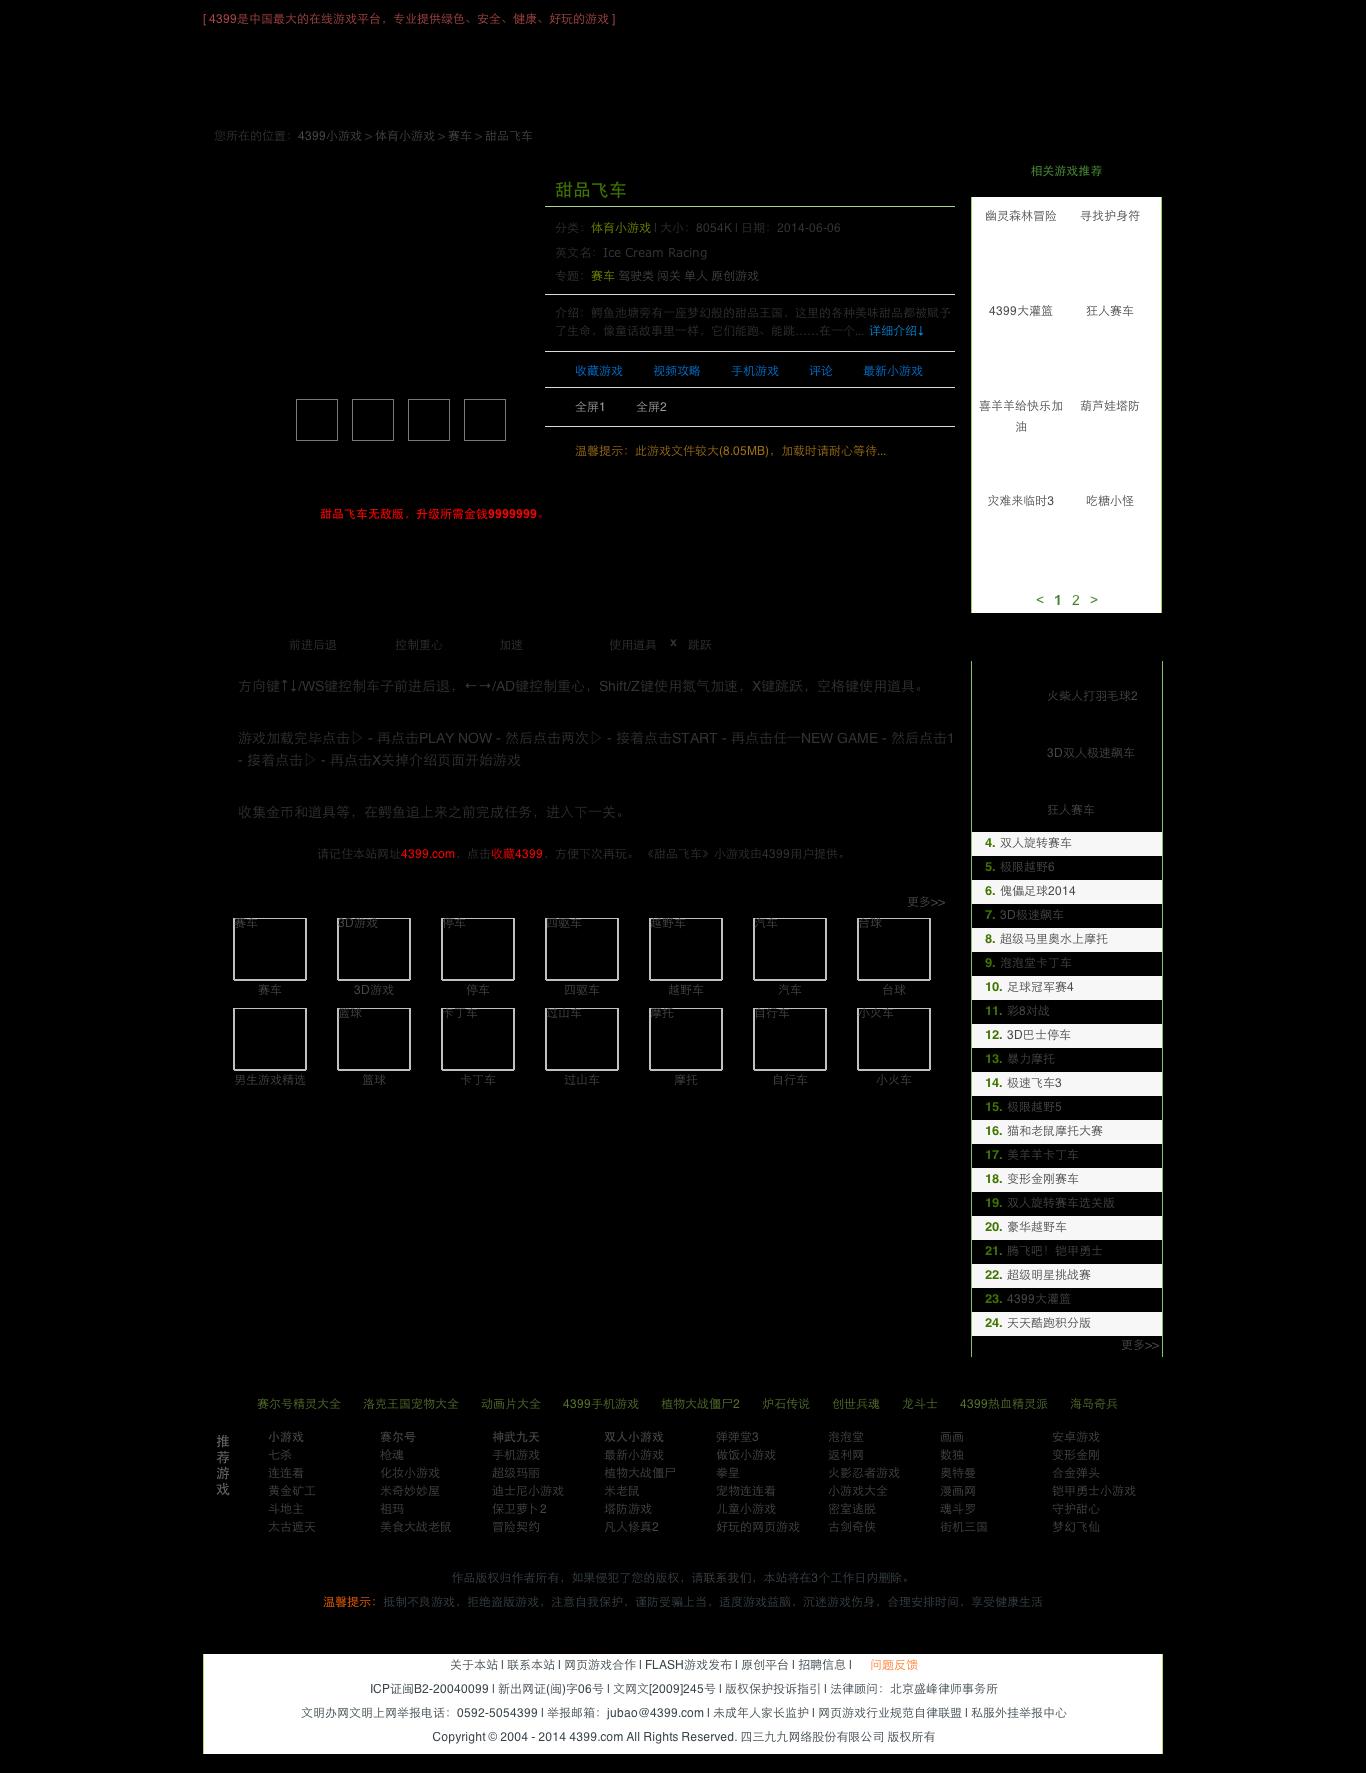 [ 4399是中国最大的在线游戏平台，专业提供绿色、安全、健康、好玩的游戏 ]
您所在的位置：4399小游戏 > 体育小游戏 > 赛车 > 甜品飞车
甜品飞车
分类：体育小游戏 | 大小：8054K | 日期：2014-06-06
英文名：Ice Cream Racing
专题：赛车 驾驶类 闯关 单人 原创游戏
介绍：鳄鱼池塘旁有一座梦幻般的甜品王国，这里的各种美味甜品都被赋予
了生命，像童话故事里一样，它们能跑、能跳……在一个... 详细介绍↓
收藏游戏 视频攻略 手机游戏 评论 最新小游戏
全屏1 全屏2
温馨提示：此游戏文件较大(8.05MB)，加载时请耐心等待...
甜品飞车无敌版，升级所需金钱9999999。
相关游戏推荐
幽灵森林冒险 寻找护身符
4399大灌篮 狂人赛车
喜羊羊给快乐加 葫芦娃塔防
油
灾难来临时3 吃糖小怪
< 1 2 >
前进后退 控制重心 加速 使用道具 x 跳跃
方向键↑↓/WS键控制车子前进后退，←→/AD键控制重心，Shift/Z键使用氮气加速，X键跳跃，空格键使用道具。
游戏加载完毕点击▷ - 再点击PLAY NOW - 然后点击两次▷ - 接着点击START - 再点击任一NEW GAME - 然后点击1
- 接着点击▷ - 再点击X关掉介绍页面开始游戏
收集金币和道具等，在鳄鱼追上来之前完成任务，进入下一关。
请记住本站网址4399.com，点击收藏4399，方便下次再玩。 《甜品飞车》小游戏由4399用户提供。
更多>>
赛车 3D游戏 停车 四驱车 越野车 汽车 台球
赛车 3D游戏 停车 四驱车 越野车 汽车 台球
篮球 卡丁车 过山车 摩托 自行车 小火车
男生游戏精选 篮球 卡丁车 过山车 摩托 自行车 小火车
火柴人打羽毛球2
3D双人极速飙车
狂人赛车
4. 双人旋转赛车
5. 极限越野6
6. 傀儡足球2014
7. 3D极速飙车
8. 超级马里奥水上摩托
9. 泡泡堂卡丁车
10. 足球冠军赛4
11. 彩8对战
12. 3D巴士停车
13. 暴力摩托
14. 极速飞车3
15. 极限越野5
16. 猫和老鼠摩托大赛
17. 美羊羊卡丁车
18. 变形金刚赛车
19. 双人旋转赛车选关版
20. 豪华越野车
21. 腾飞吧！铠甲勇士
22. 超级明星挑战赛
23. 4399大灌篮
24. 天天酷跑积分版
更多>>
赛尔号精灵大全 洛克王国宠物大全 动画片大全 4399手机游戏 植物大战僵尸2 炉石传说 创世兵魂 龙斗士 4399热血精灵派 海岛奇兵
推荐游戏
小游戏 赛尔号 神武九天 双人小游戏 弹弹堂3 泡泡堂 画画 安卓游戏
七杀 枪魂 手机游戏 最新小游戏 做饭小游戏 返利网 数独 变形金刚
连连看 化妆小游戏 超级玛丽 植物大战僵尸 拳皇 火影忍者游戏 奥特曼 合金弹头
黄金矿工 米奇妙妙屋 迪士尼小游戏 米老鼠 宠物连连看 小游戏大全 漫画网 铠甲勇士小游戏
斗地主 祖玛 保卫萝卜2 塔防游戏 儿童小游戏 密室逃脱 魂斗罗 守护甜心
太古遮天 美食大战老鼠 冒险契约 凡人修真2 好玩的网页游戏 古剑奇侠 街机三国 梦幻飞仙
作品版权归作者所有，如果侵犯了您的版权，请联系我们，本站将在3个工作日内删除。
温馨提示：抵制不良游戏，拒绝盗版游戏，注意自我保护，谨防受骗上当，适度游戏益脑，沉迷游戏伤身，合理安排时间，享受健康生活
关于本站 | 联系本站 | 网页游戏合作 | FLASH游戏发布 | 原创平台 | 招聘信息 | 问题反馈
ICP证闽B2-20040099 | 新出网证(闽)字06号 | 文网文[2009]245号 | 版权保护投诉指引 | 法律顾问：北京盛峰律师事务所
文明办网文明上网举报电话：0592-5054399 | 举报邮箱：jubao@4399.com | 未成年人家长监护 | 网页游戏行业规范自律联盟 | 私服外挂举报中心
Copyright © 2004 - 2014 4399.com All Rights Reserved. 四三九九网络股份有限公司 版权所有